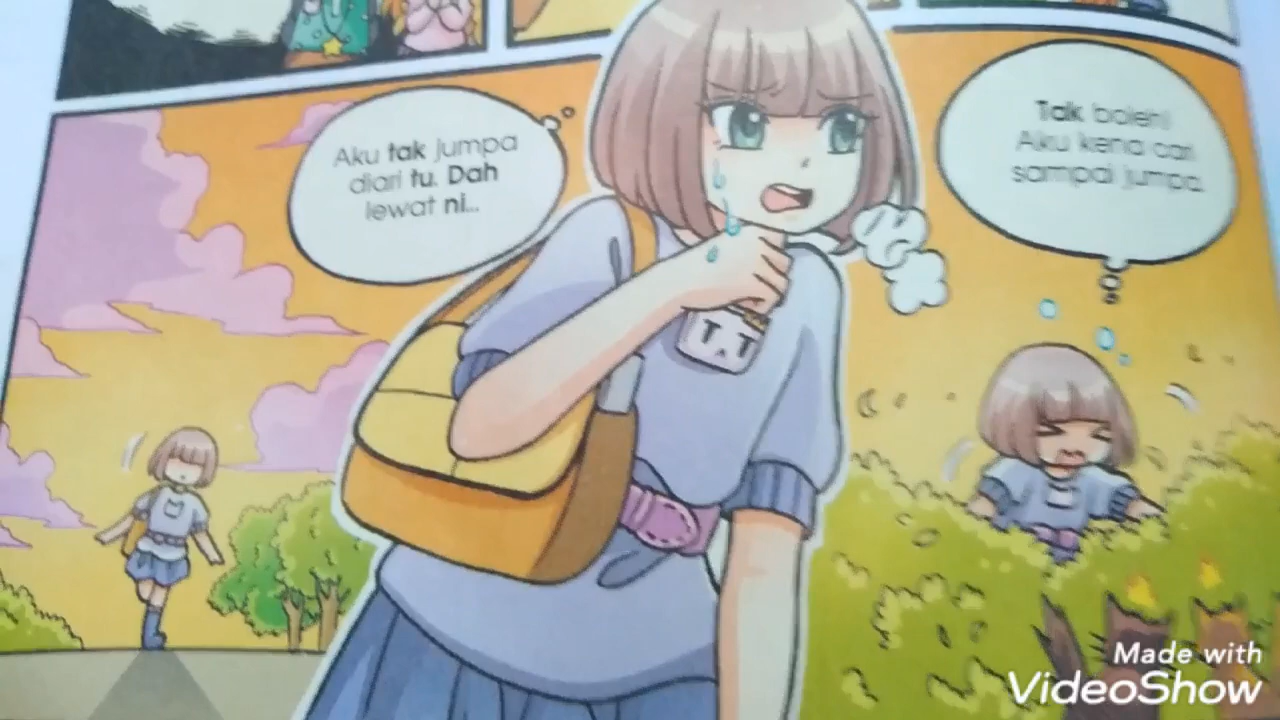 Aku tak jumpa
diari tu. Dah
lewat ni...
Tak boleh!
Aku kena cari
sampai jumpa.
Made with
VideoShow